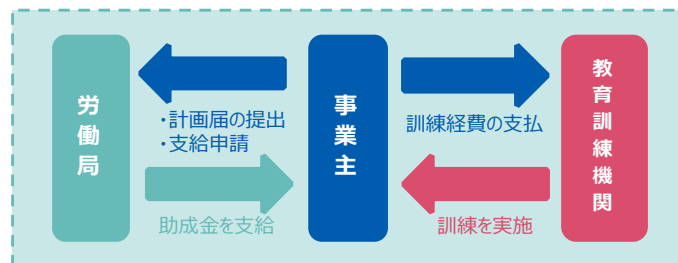 労働局
・計画届の提出
・支給申請
助成金を支給
事業主
訓練経費の支払
訓練を実施
教育訓練機関